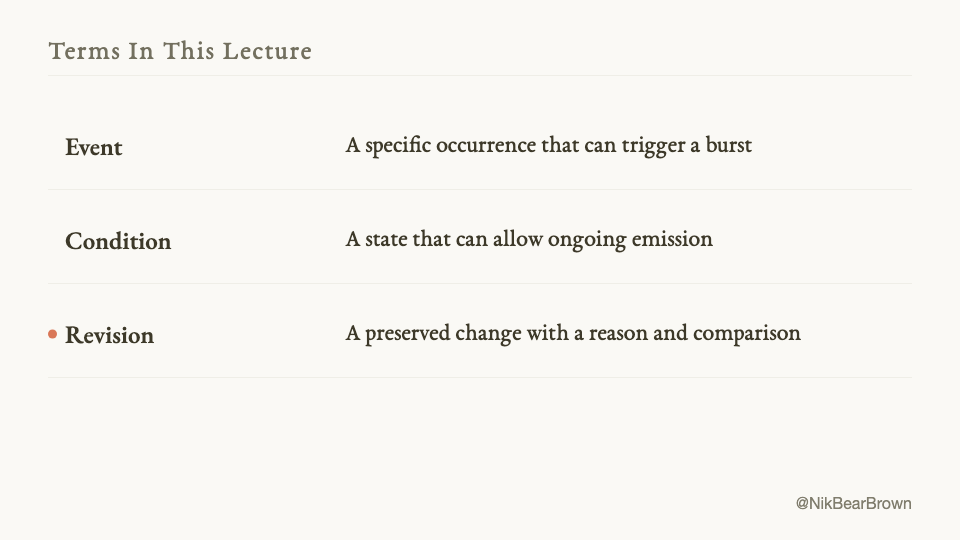 Terms In This Lecture
Event
A specific occurrence that can trigger a burst
Condition
A state that can allow ongoing emission
Revision
A preserved change with a reason and comparison
@NikBearBrown